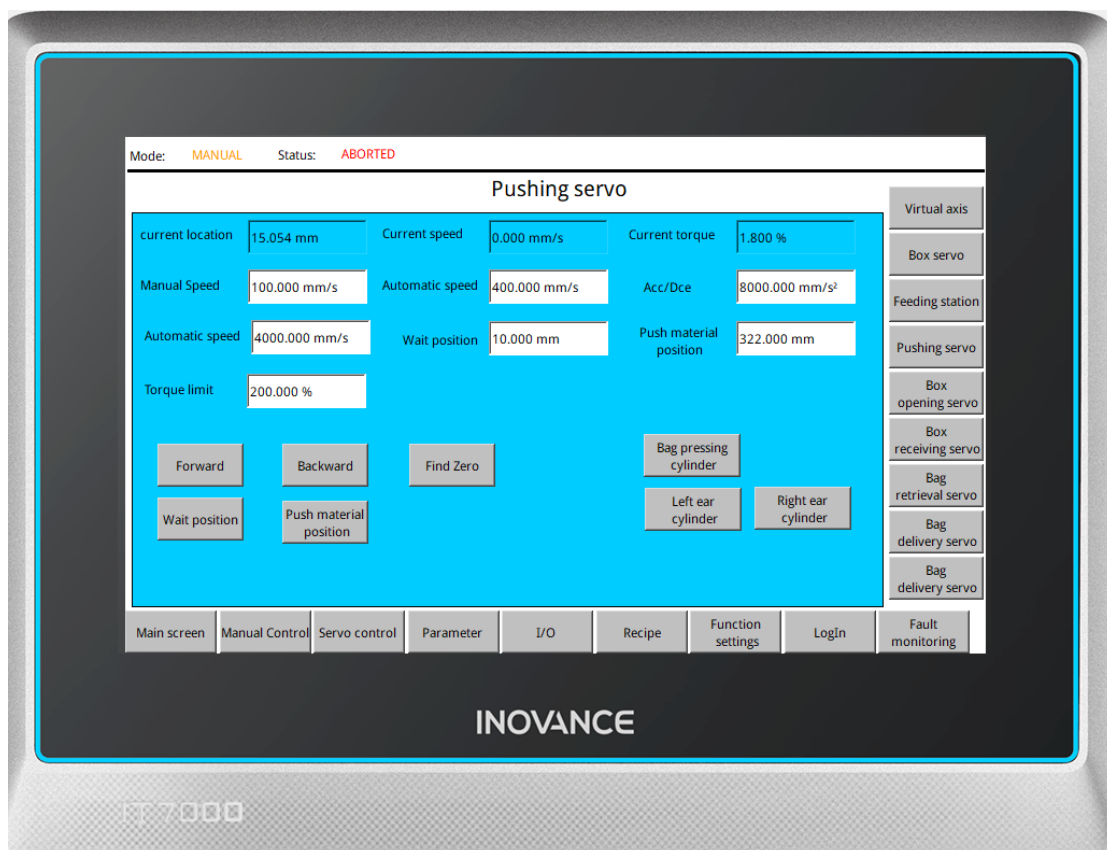 Mode: MANUAL Status: ABORTED
Pushing servo
current location 15.054 mm Current speed 0.000 mm/s Current torque 1.800 %
Manual Speed 100.000 mm/s Automatic speed 400.000 mm/s Acc/Dce 8000.000 mm/s²
Automatic speed 4000.000 mm/s Wait position 10.000 mm Push material
position 322.000 mm
Torque limit 200.000 %
Forward Backward Find Zero
Bag pressing
cylinder
Wait position
Push material
position
Left ear
cylinder
Right ear
cylinder
Virtual axis
Box servo
Feeding station
Pushing servo
Box
opening servo
Box
receiving servo
Bag
retrieval servo
Bag
delivery servo
Bag
delivery servo
Main screen Manual Control Servo control Parameter I/O Recipe Function
settings LogIn Fault
monitoring
INOVANCE
IT7000